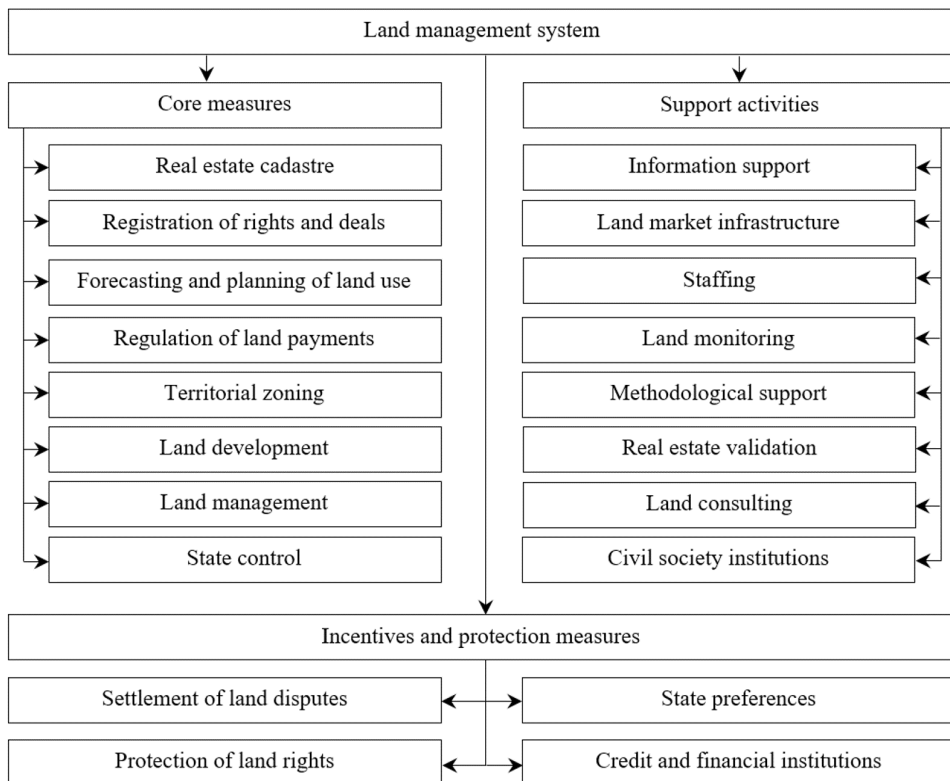 Land management system
Core measures
Support activities
Real estate cadastre
Information support
Registration of rights and deals
Land market infrastructure
Forecasting and planning of land use
Staffing
Regulation of land payments
Land monitoring
Territorial zoning
Methodological support
Land development
Real estate validation
Land management
Land consulting
State control
Civil society institutions
Incentives and protection measures
Settlement of land disputes
State preferences
Protection of land rights
Credit and financial institutions